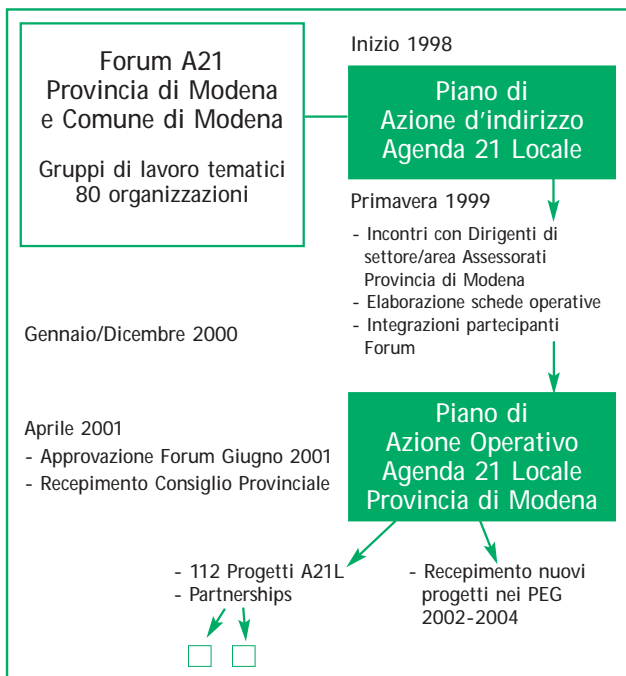 Forum A21
Provincia di Modena
e Comune di Modena
Gruppi di lavoro tematici
80 organizzazioni
Inizio 1998
Piano di
Azione d'indirizzo
Agenda 21 Locale
Primavera 1999
- Incontri con Dirigenti di
settore/area Assessorati
Provincia di Modena
- Elaborazione schede operative
- Integrazioni partecipanti
Forum
Gennaio/Dicembre 2000
Aprile 2001
- Approvazione Forum Giugno 2001
- Recepimento Consiglio Provinciale
Piano di
Azione Operativo
Agenda 21 Locale
Provincia di Modena
- 112 Progetti A21L
- Partnerships
- Recepimento nuovi
progetti nei PEG
2002-2004